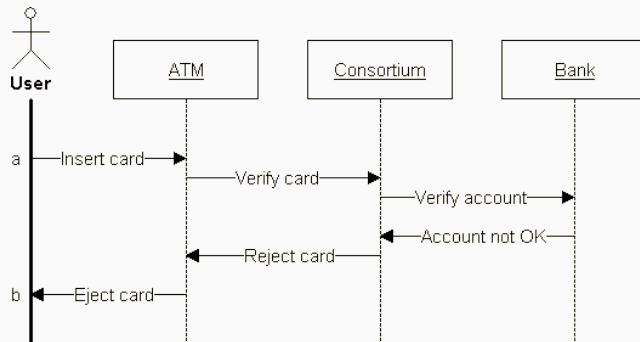 User
ATM
Consortium
Bank
a
Insert card
Verify card
Verify account
Account not OK
Reject card
b
Eject card